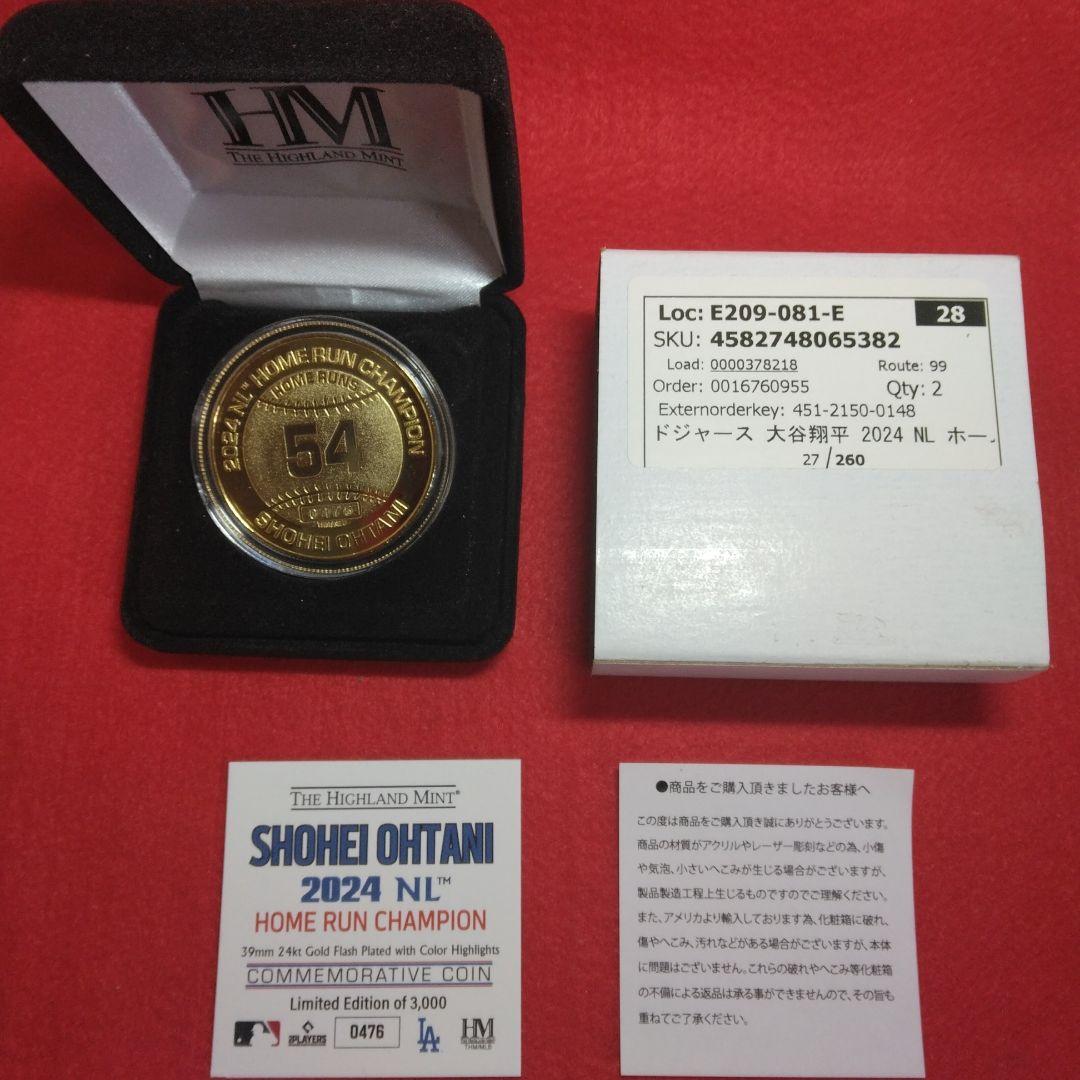 HM
THE HIGHLAND MINT
2024 NL™ HOME RUN CHAMPION
HOME RUNS
54
0476
SHOHEI OHTANI
Loc: E209-081-E 28
SKU: 4582748065382
Load: 0000378218 Route: 99
Order: 0016760955 Qty: 2
Externorderkey: 451-2150-0148
ドジャース 大谷翔平 2024 NL ホー
27 / 260
THE HIGHLAND MINT®
SHOHEI OHTANI
2024 NL™
HOME RUN CHAMPION
39mm 24kt Gold Flash Plated with Color Highlights
COMMEMORATIVE COIN
Limited Edition of 3,000
PLAYERS 0476 LA HM
THM/MLB
●商品をご購入頂きましたお客様へ
この度は商品をご購入頂き誠にありがとうございます。
商品の材質がアクリルやレーザー彫刻などの為、小傷
や気泡、小さいへこみが生じる場合がございますが、
製品製造工程上生じるものですのでご理解ください。
また、アメリカより輸入しております為、化粧箱に破れ、
傷やへこみ、汚れなどがある場合がございますが、本体
に問題はございません。これらの破れやへこみ等化粧箱
の不備による返品は承る事ができませんので、その旨も
重ねてご了承ください。